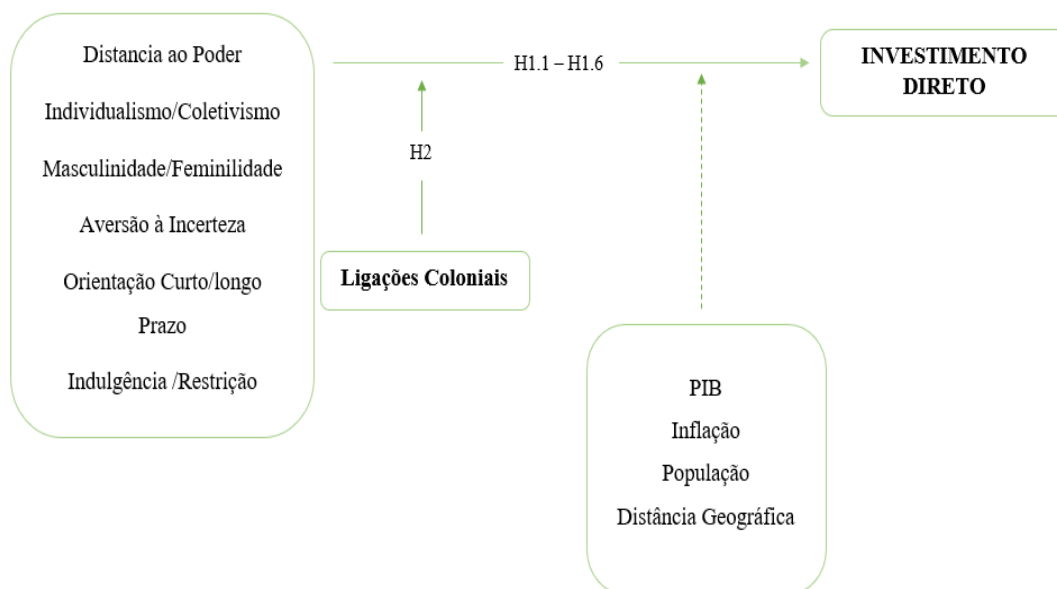 Distancia ao Poder
Individualismo/Coletivismo
Masculinidade/Feminilidade
Aversão à Incerteza
Orientação Curto/longo
Prazo
Indulgência /Restrição
H1.1 – H1.6
INVESTIMENTO
DIRETO
H2
Ligações Coloniais
PIB
Inflação
População
Distância Geográfica